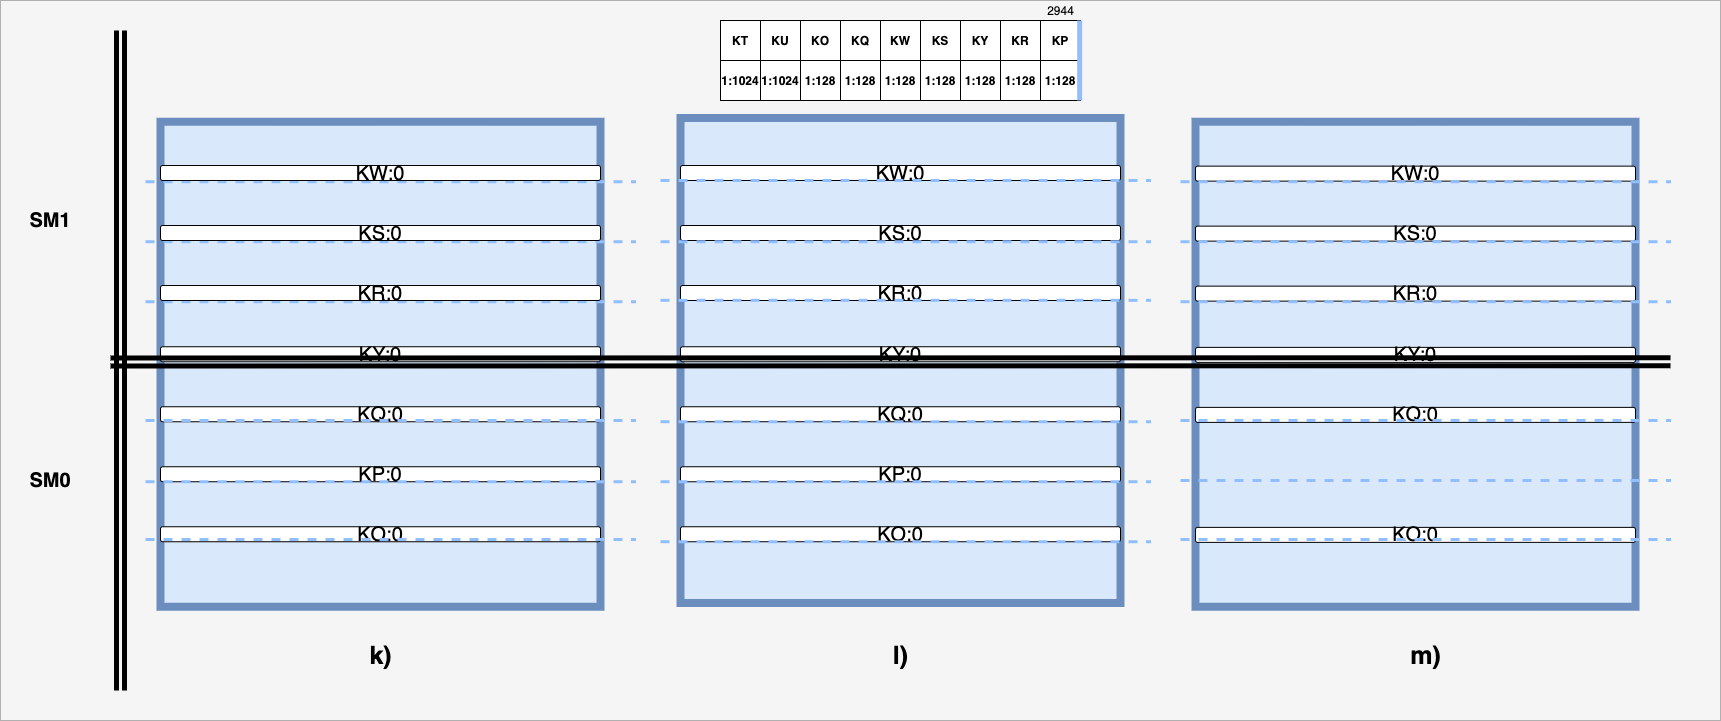 2944
KT KU KO KQ KW KS KY KR KP
1:1024 1:1024 1:128 1:128 1:128 1:128 1:128 1:128 1:128
KW:0 KW:0 KW:0
SM1
KS:0 KS:0 KS:0
KR:0 KR:0 KR:0
KY:0 KY:0 KY:0
KQ:0 KQ:0 KQ:0
SM0
KP:0 KP:0
KO:0 KO:0 KO:0
k) l) m)